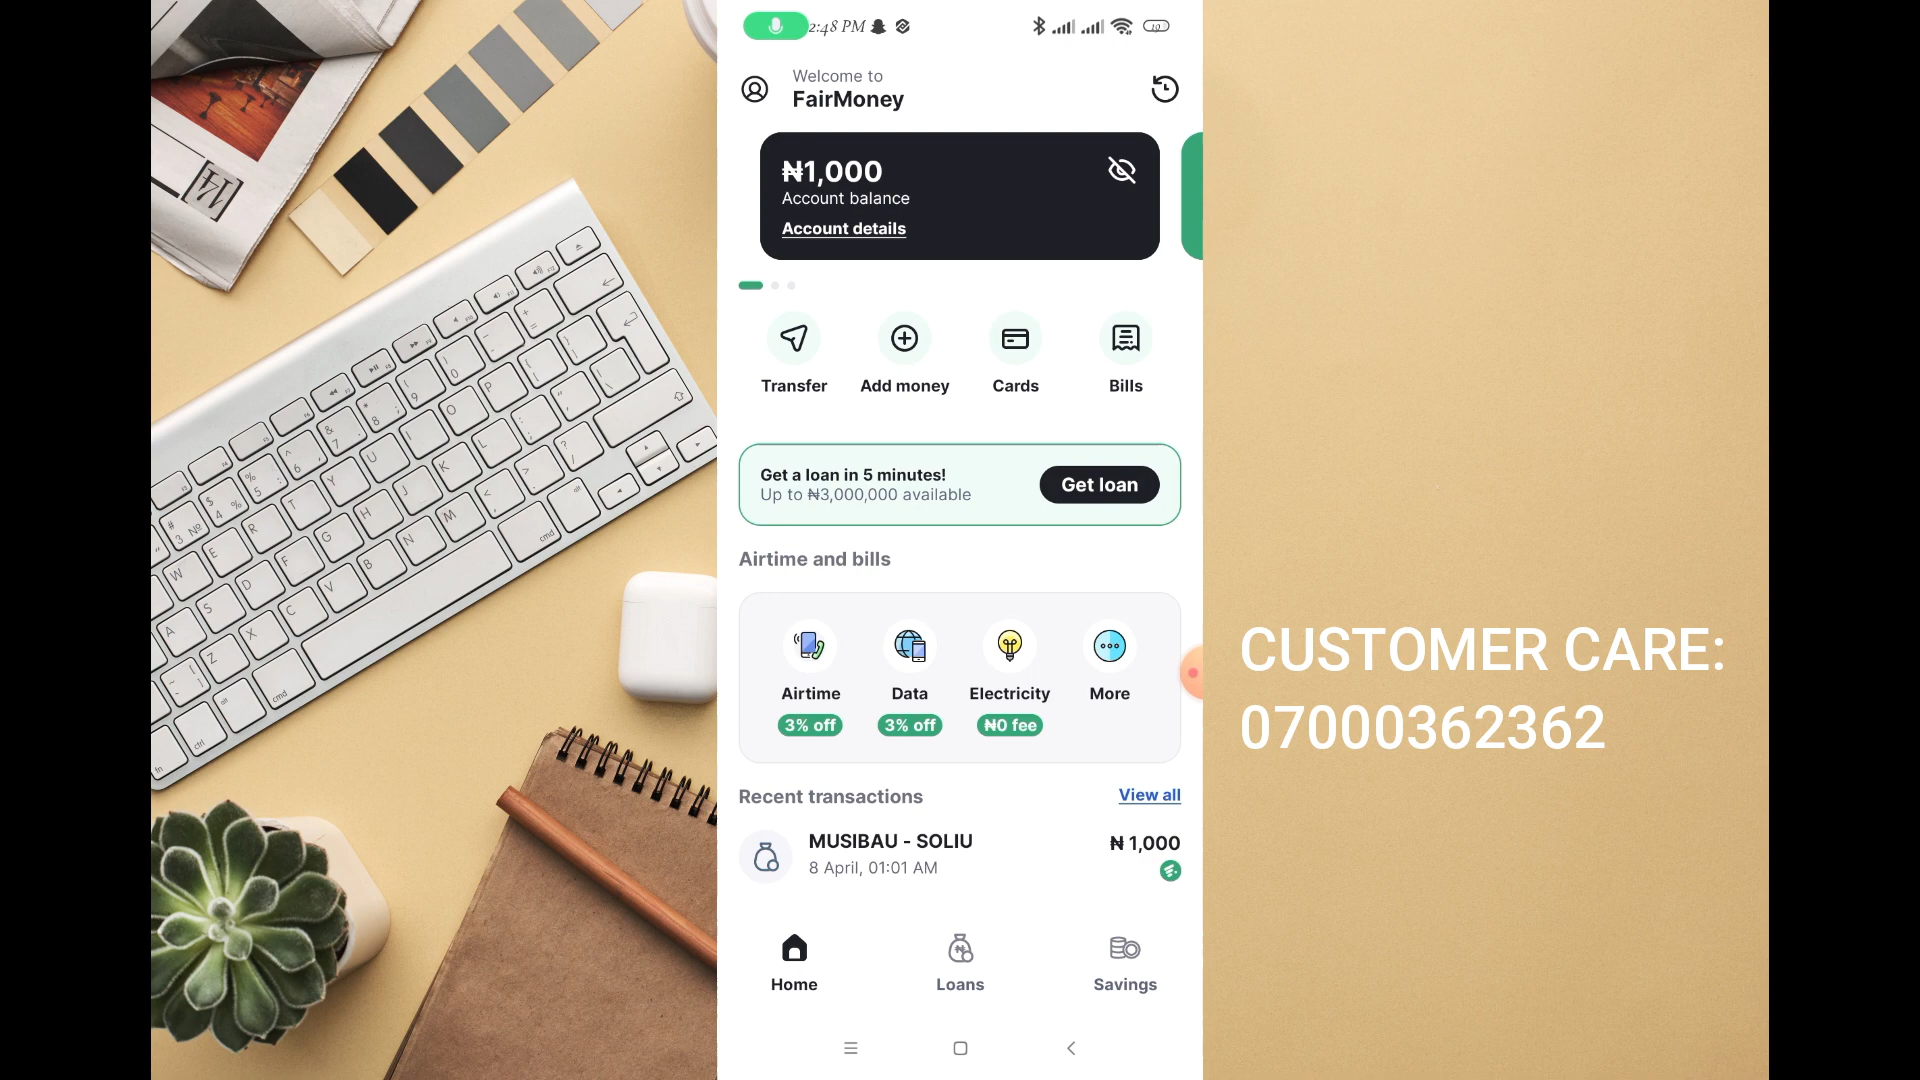 2:48 PM
19
Welcome to
FairMoney
₦1,000
Account balance
Account details
Transfer
Add money
Cards
Bills
Get a loan in 5 minutes!
Up to ₦3,000,000 available
Get loan
Airtime and bills
Airtime
Data
Electricity
More
3% off
3% off
₦0 fee
Recent transactions
View all
MUSIBAU - SOLIU
₦ 1,000
8 April, 01:01 AM
Home
Loans
Savings
CUSTOMER CARE:
07000362362